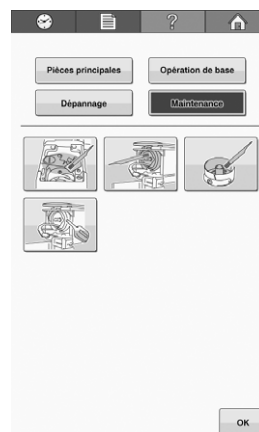 ?
Pièces principales
Opération de base
Dépannage
Maintenance
OK